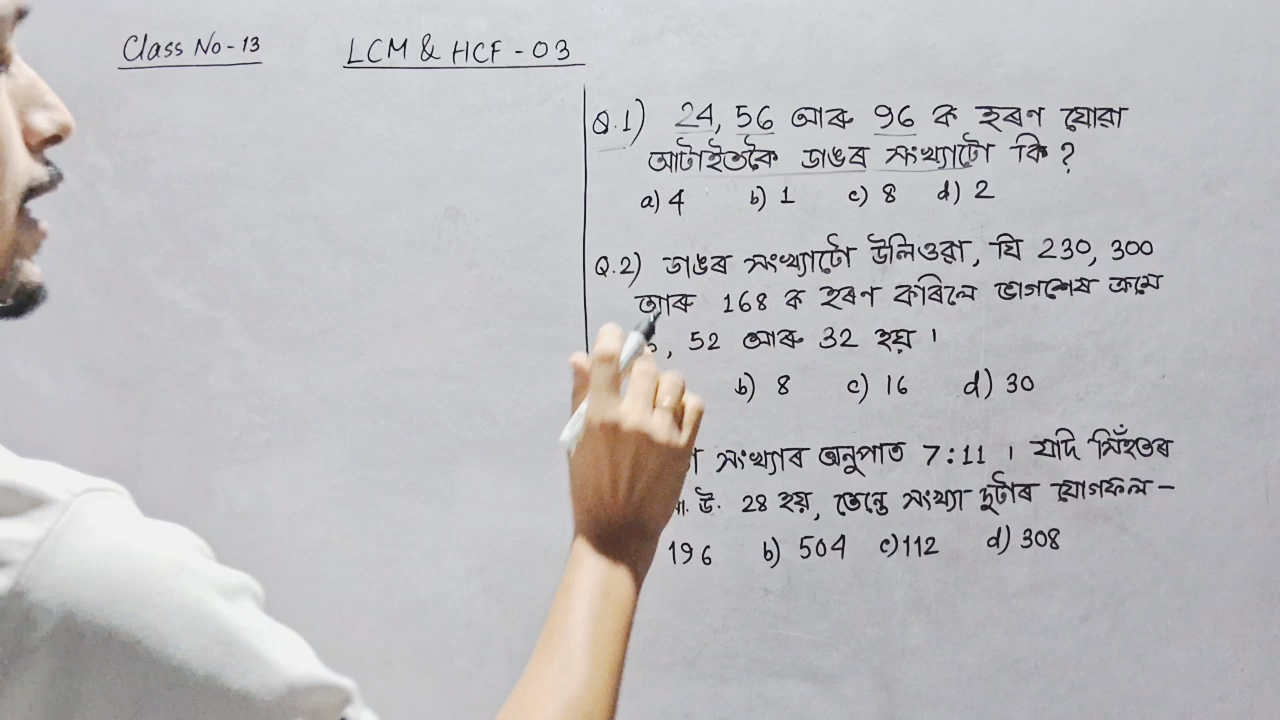 Class No-13
LCM & HCF - 03
Q.1) 24, 56 আৰু 96 ক হৰণ যোৱা
আটাইতকৈ ডাঙৰ সংখ্যাটো কি ?
a) 4 b) 1 c) 8 d) 2
Q.2) ডাঙৰ সংখ্যাটো উলিওৱা, যি 230, 300
আৰু 168 ক হৰণ কৰিলে ভাগশেষ ক্ৰমে
, 52 আৰু 32 হয় ।
b) 8 c) 16 d) 30
সংখ্যাৰ অনুপাত 7:11 । যদি সিঁহতৰ
উ. 28 হয়, তেন্তে সংখ্যা দুটাৰ যোগফল –
196 b) 504 c) 112 d) 308